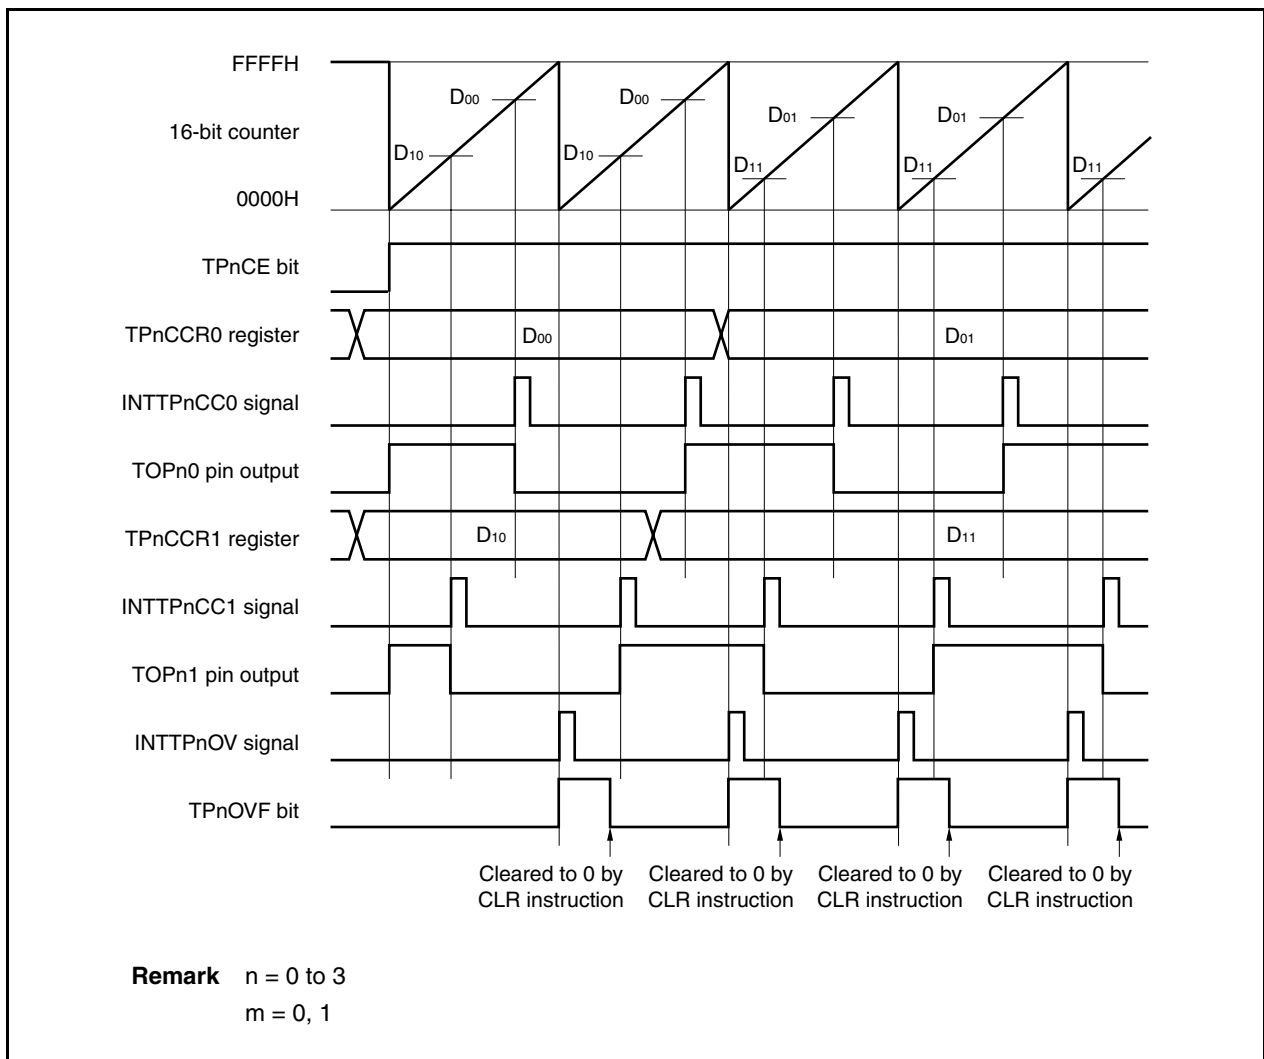 FFFFH
D00 D00
D01 D01
16-bit counter
D10 D10
D11 D11 D11
0000H
TPnCE bit
TPnCCR0 register D00 D01
INTTPnCC0 signal
TOPn0 pin output
TPnCCR1 register D10 D11
INTTPnCC1 signal
TOPn1 pin output
INTTPnOV signal
TPnOVF bit
Cleared to 0 by Cleared to 0 by Cleared to 0 by Cleared to 0 by
CLR instruction CLR instruction CLR instruction CLR instruction
Remark n = 0 to 3
m = 0, 1